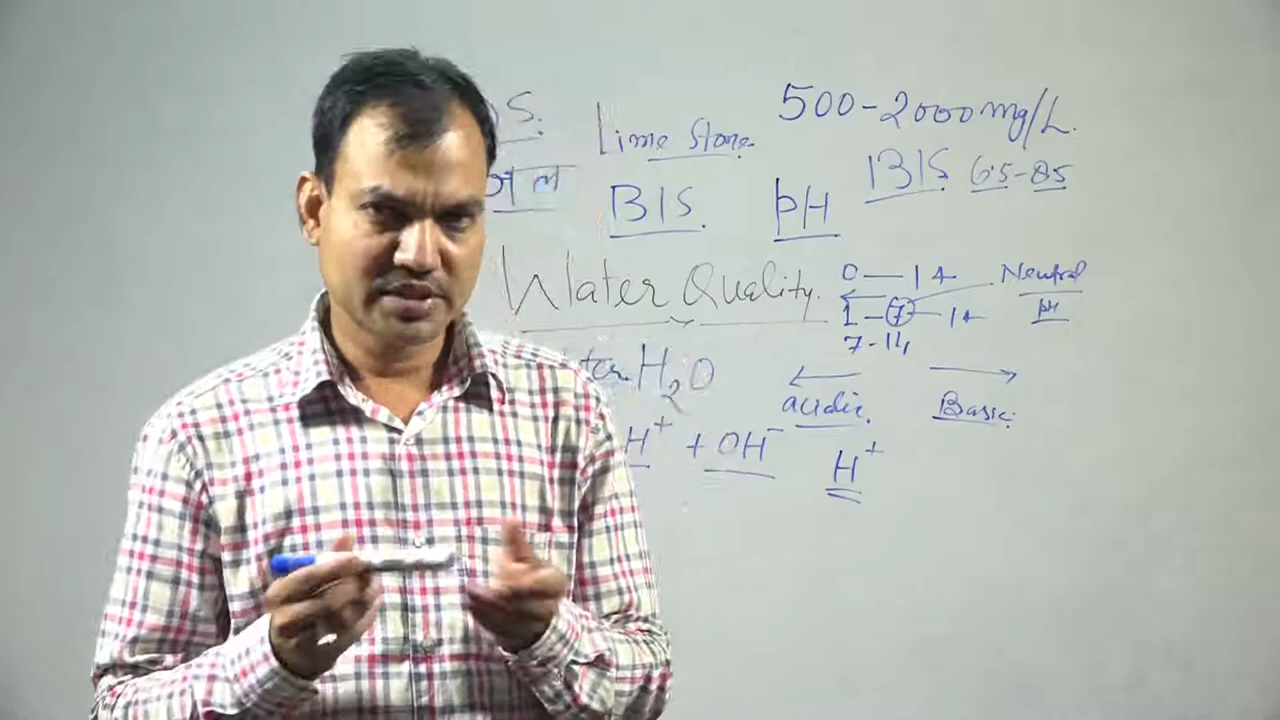 S.
Lime Stone
500-2000mg/L.
जल
BIS.
pH
BIS 6.5-8.5
Water Quality.
0 — 14
Neutral
1 — 7 — 14
pH
7-14
H2O
acidic.
Basic.
H+ + OH-
H+